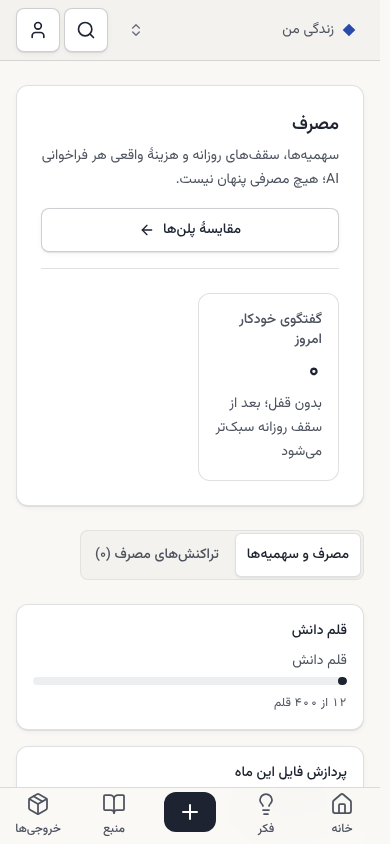 زندگی من
مصرف
سهمیه‌ها، سقف‌های روزانه و هزینهٔ واقعی هر فراخوانی
AI؛ هیچ مصرفی پنهان نیست.
مقایسهٔ پلن‌ها
گفتگوی خودکار
امروز
۰
بدون قفل؛ بعد از
سقف روزانه سبک‌تر
می‌شود
مصرف و سهمیه‌ها
تراکنش‌های مصرف (۰)
قلم دانش
قلم دانش
۱۲ از ۴۰۰ قلم
پردازش فایل این ماه
خانه
فکر
منبع
خروجی‌ها